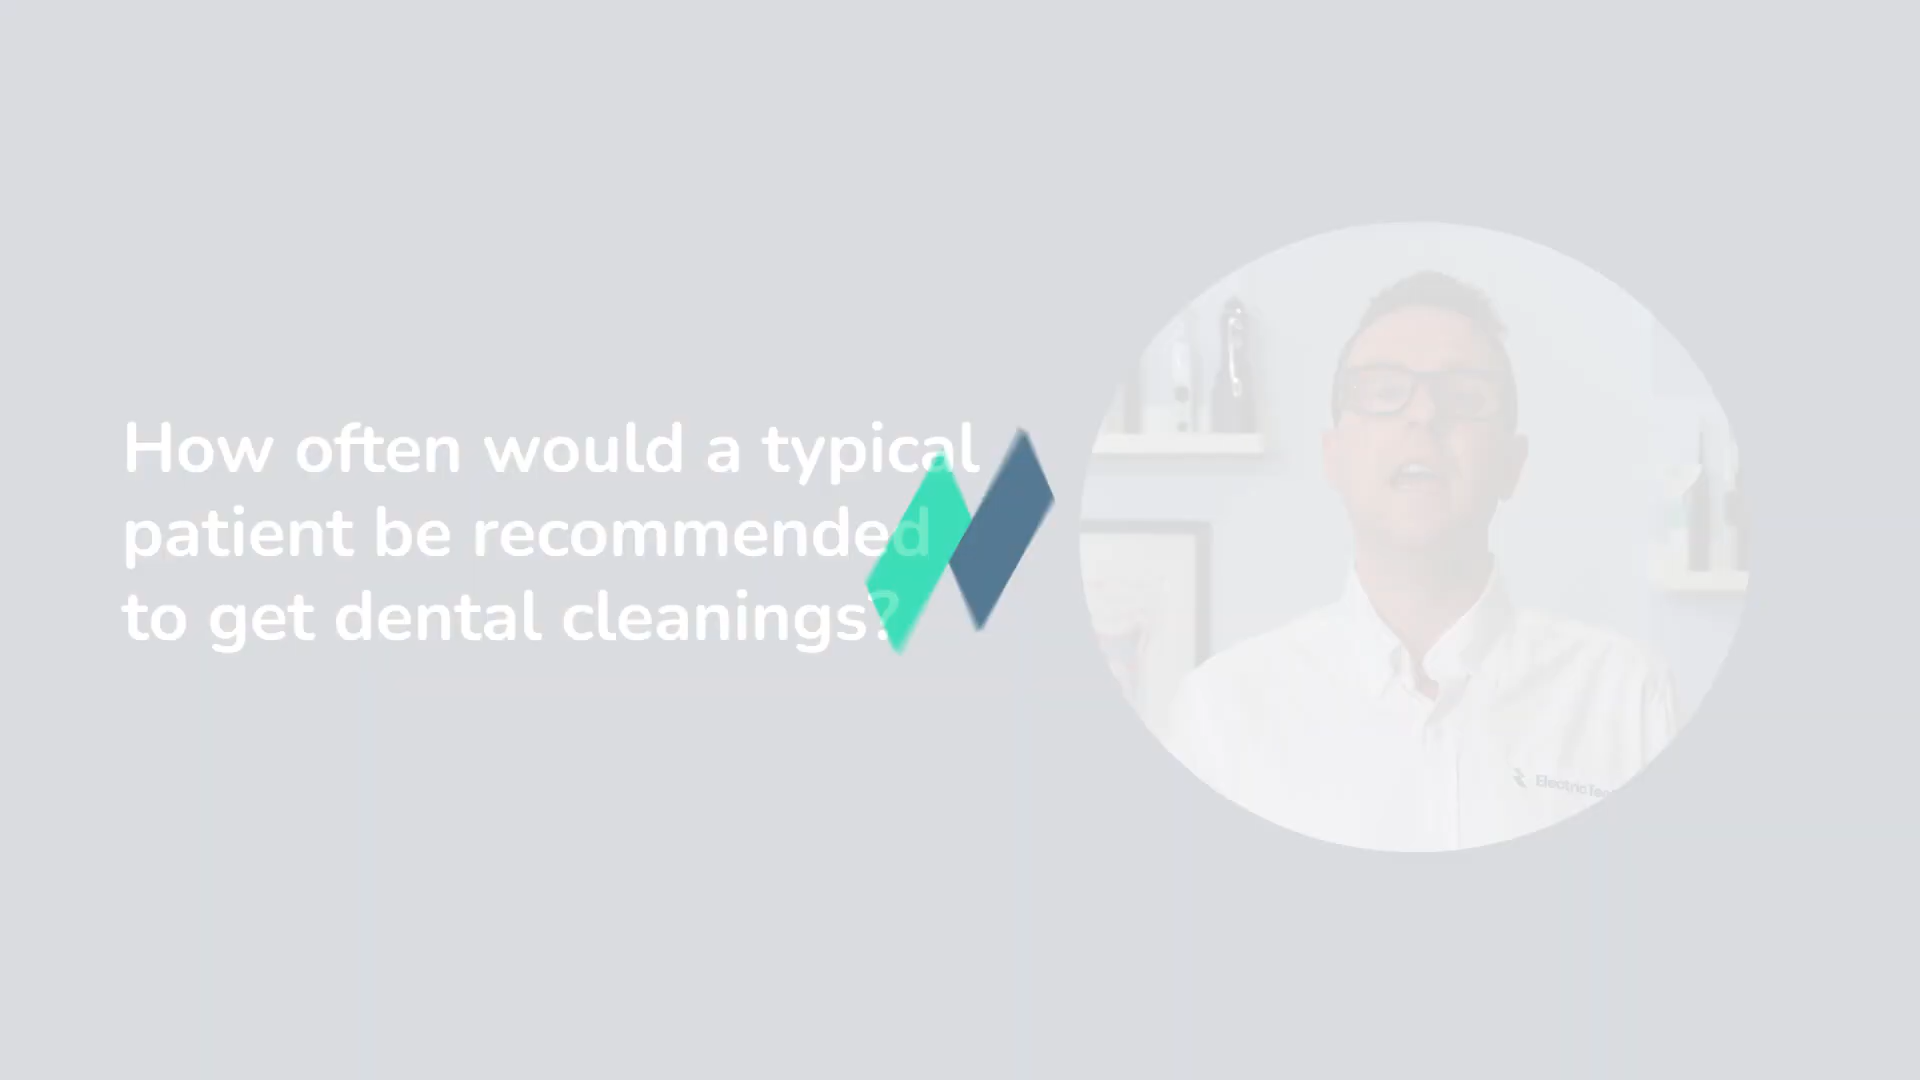 How often would a typical
patient be recommended
to get dental cleanings?